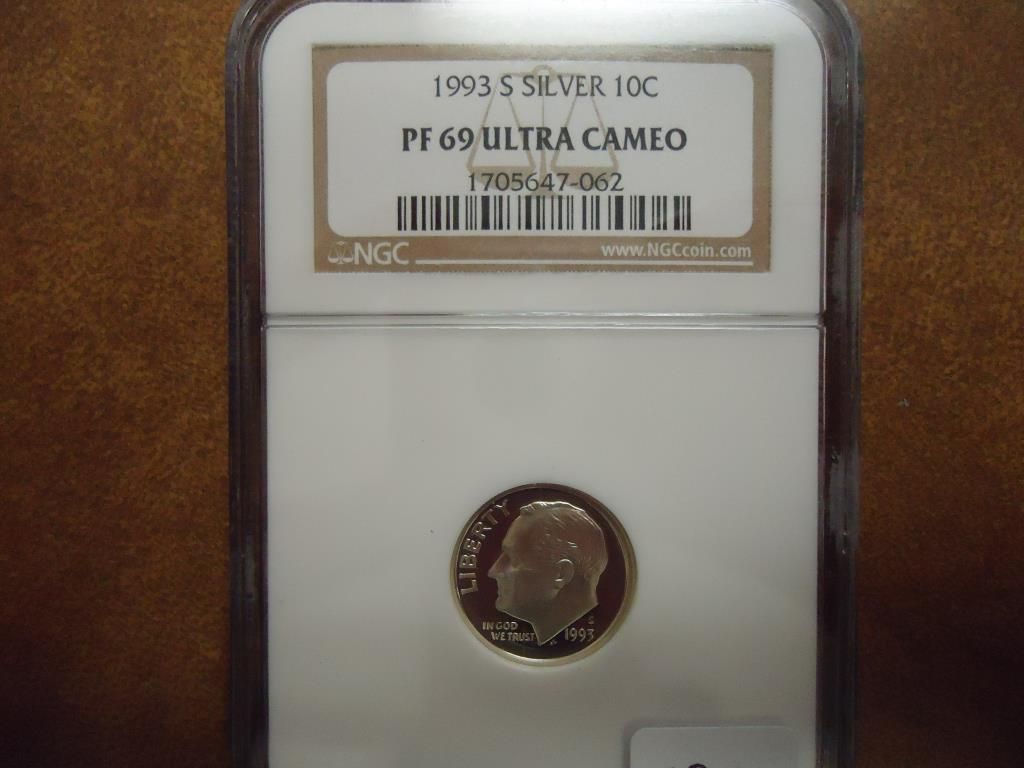 1993 S SILVER 10C
PF 69 ULTRA CAMEO
1705647-062
NGC
www.NGCcoin.com
LIBERTY
IN GOD
WE TRUST
S
1993